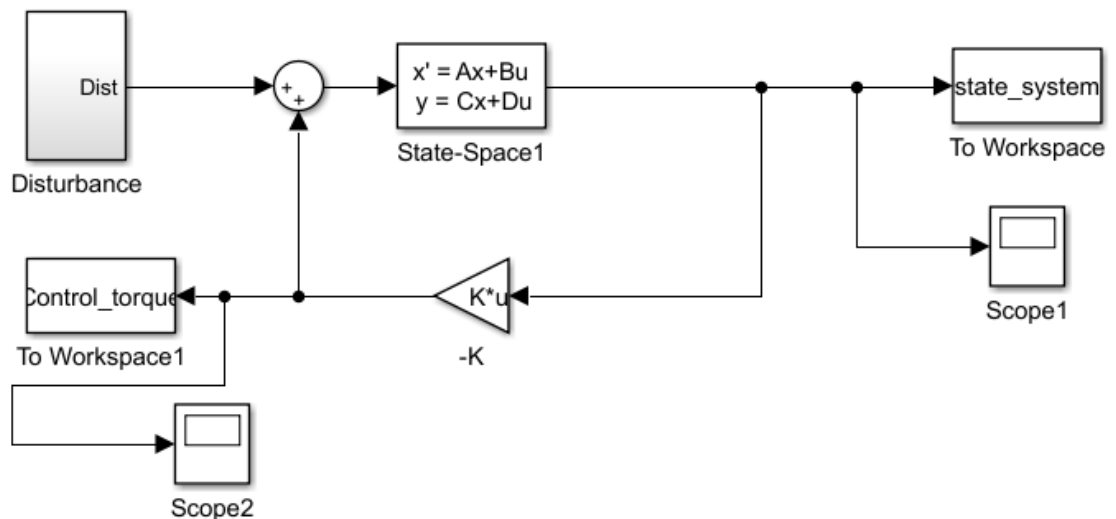 Dist
Disturbance
+
+
x' = Ax+Bu
y = Cx+Du
State-Space1
state_system
To Workspace
Control_torque
To Workspace1
K*u
-K
Scope1
Scope2